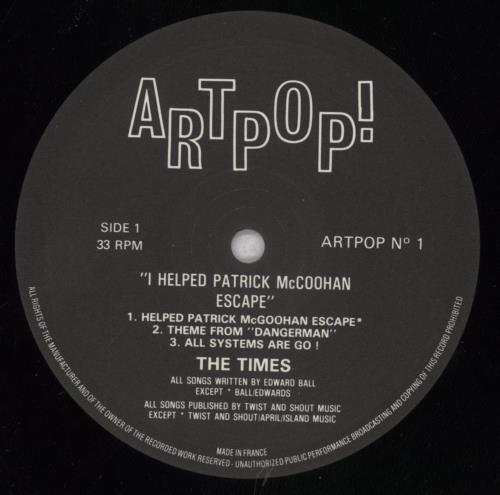 ARTPOP!
SIDE 1
33 RPM
ARTPOP Nº 1
"I HELPED PATRICK McCOOHAN
ESCAPE"
1. HELPED PATRICK McGOOHAN ESCAPE*
2. THEME FROM "DANGERMAN"
3. ALL SYSTEMS ARE GO !
THE TIMES
ALL SONGS WRITTEN BY EDWARD BALL
EXCEPT * BALL/EDWARDS
ALL SONGS PUBLISHED BY TWIST AND SHOUT MUSIC
EXCEPT * TWIST AND SHOUT/APRIL/ISLAND MUSIC
MADE IN FRANCE
ALL RIGHTS OF THE MANUFACTURER AND OF THE OWNER OF THE RECORDED WORK RESERVED - UNAUTHORIZED PUBLIC PERFORMANCE BROADCASTING AND COPYING OF THIS RECORD PROHIBITED